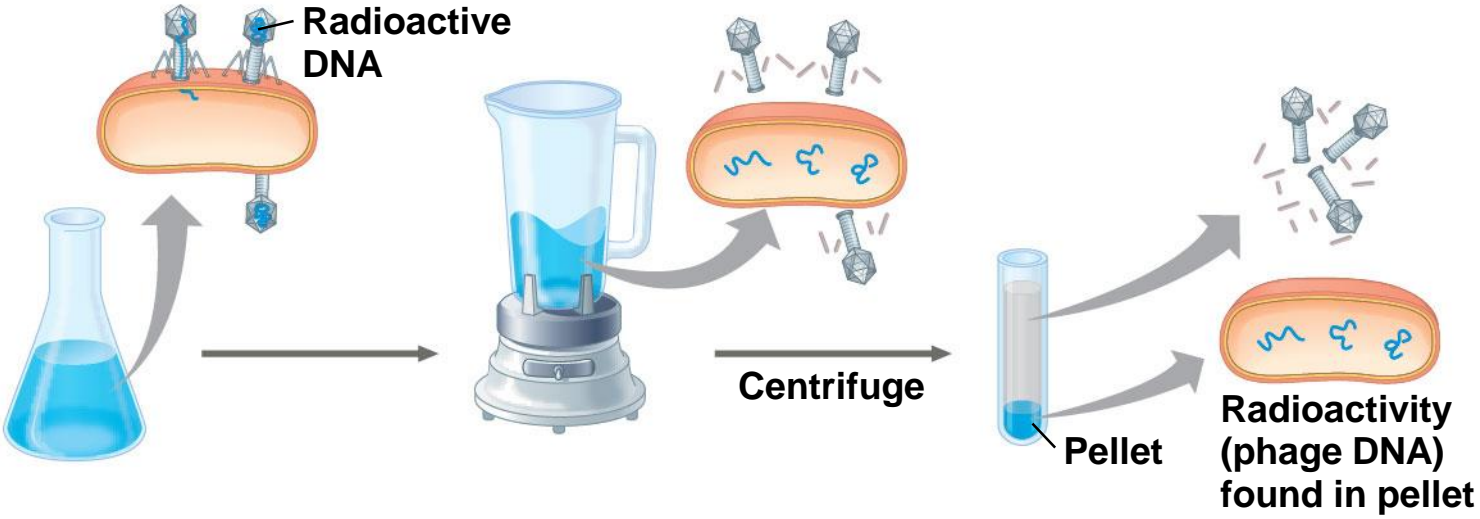 Radioactive
DNA
Centrifuge
Pellet
Radioactivity
(phage DNA)
found in pellet